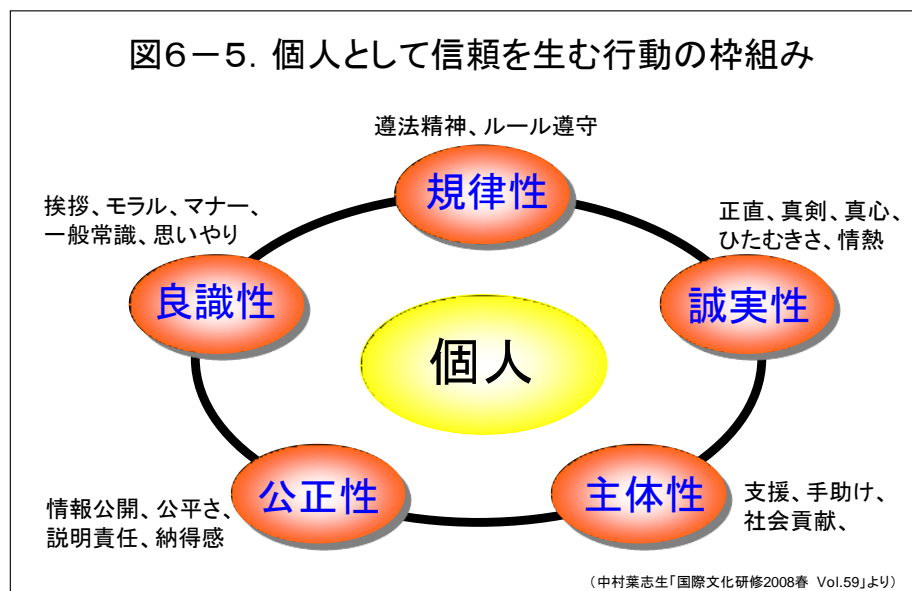 図6－5．個人として信頼を生む行動の枠組み
遵法精神、ルール遵守
規律性
挨拶、モラル、マナー、
一般常識、思いやり
良識性
正直、真剣、真心、
ひたむきさ、情熱
誠実性
個人
情報公開、公平さ、
説明責任、納得感
公正性
主体性
支援、手助け、
社会貢献、
（中村葉志生「国際文化研修2008春 Vol.59」より）